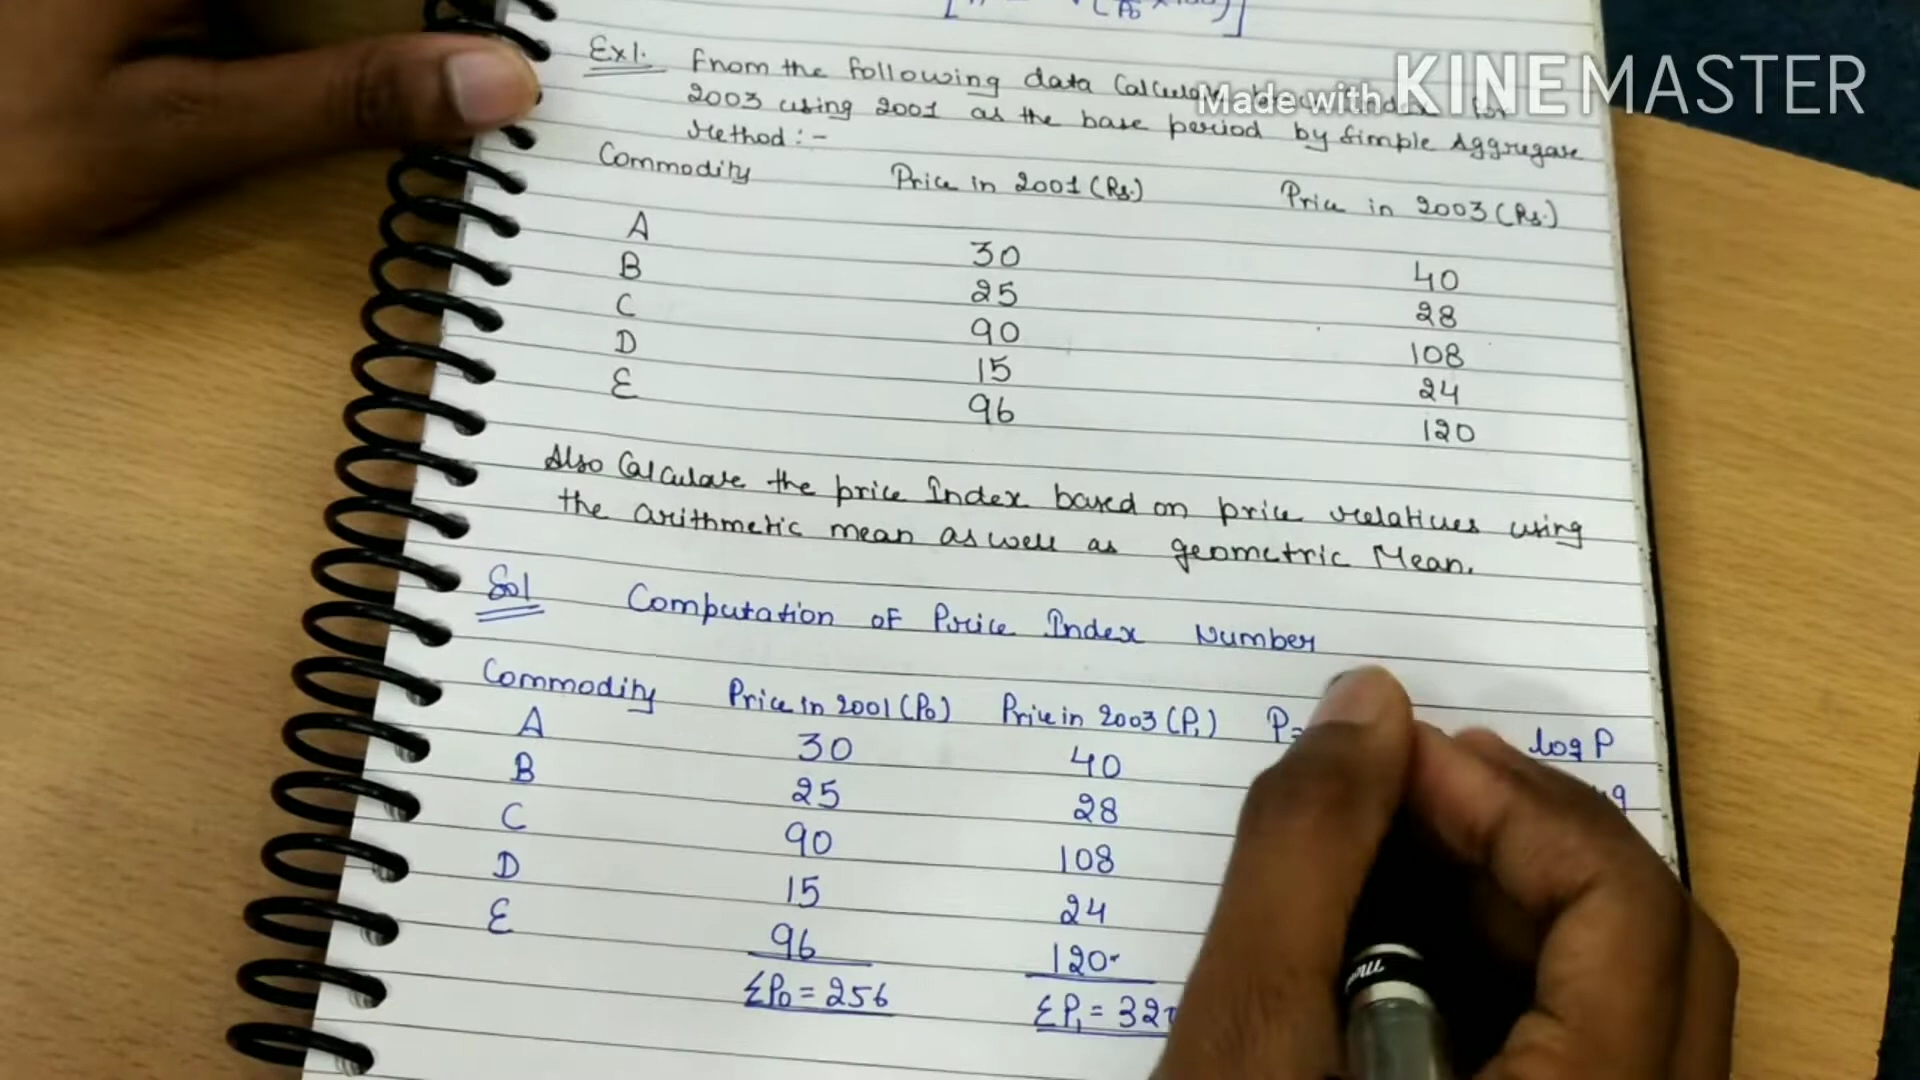 Ex1. From the following data Calculate
2003 using 2001 as the base period by Simple Aggregate
Method :-
Made with KINEMASTER
Commodity Price in 2001 (Rs.) Price in 2003 (Rs.)
A 30 40
B 25 28
C 90 108
D 15 24
E 96 120
Also Calculate the price Index based on price relatives using
the arithmetic mean as well as geometric Mean.
Sol Computation of Price Index Number
Commodity Price in 2001 (P0) Price in 2003 (P1) P= log P
A 30 40
B 25 28
C 90 108
D 15 24
E 96 120
ΣP0 = 256 ΣP1 = 32